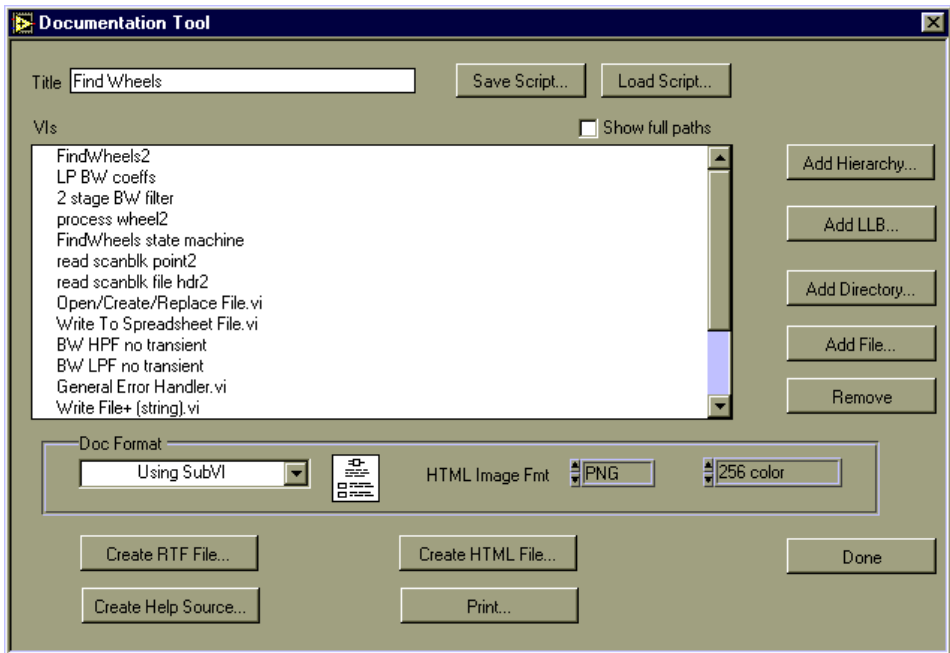 Documentation Tool
Title Find Wheels Save Script... Load Script...
VIs Show full paths
FindWheels2
LP BW coeffs
2 stage BW filter
process wheel2
FindWheels state machine
read scanblk point2
read scanblk file hdr2
Open/Create/Replace File.vi
Write To Spreadsheet File.vi
BW HPF no transient
BW LPF no transient
General Error Handler.vi
Write File+ (string).vi
Add Hierarchy...
Add LLB...
Add Directory...
Add File...
Remove
Doc Format
Using SubVI HTML Image Fmt PNG 256 color
Create RTF File... Create HTML File... Done
Create Help Source... Print...